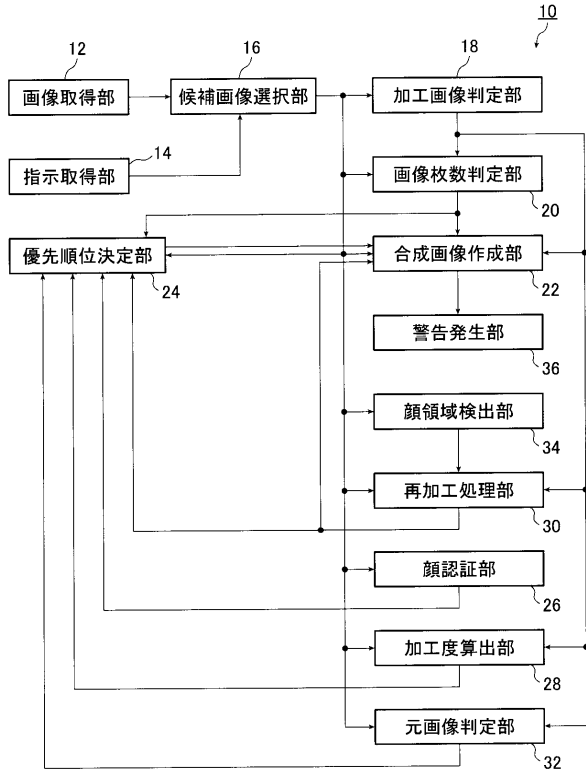 10
12
画像取得部
16
候補画像選択部
18
加工画像判定部
14
指示取得部
画像枚数判定部
20
優先順位決定部
24
合成画像作成部
22
警告発生部
36
顔領域検出部
34
再加工処理部
30
顔認証部
26
加工度算出部
28
元画像判定部
32